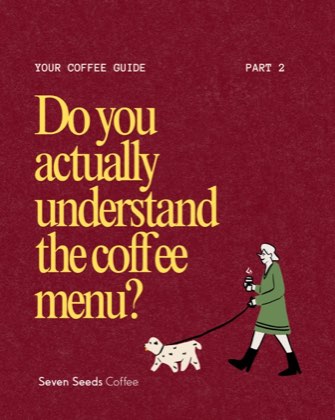 YOUR COFFEE GUIDE PART 2
Do you
actually
understand
the coffee
menu?
Seven Seeds Coffee